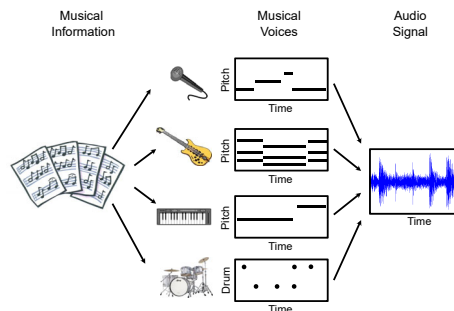 Musical
Information
Musical
Voices
Audio
Signal
Pitch
Time
Pitch
Time
Pitch
Time
Drum
Time
Time